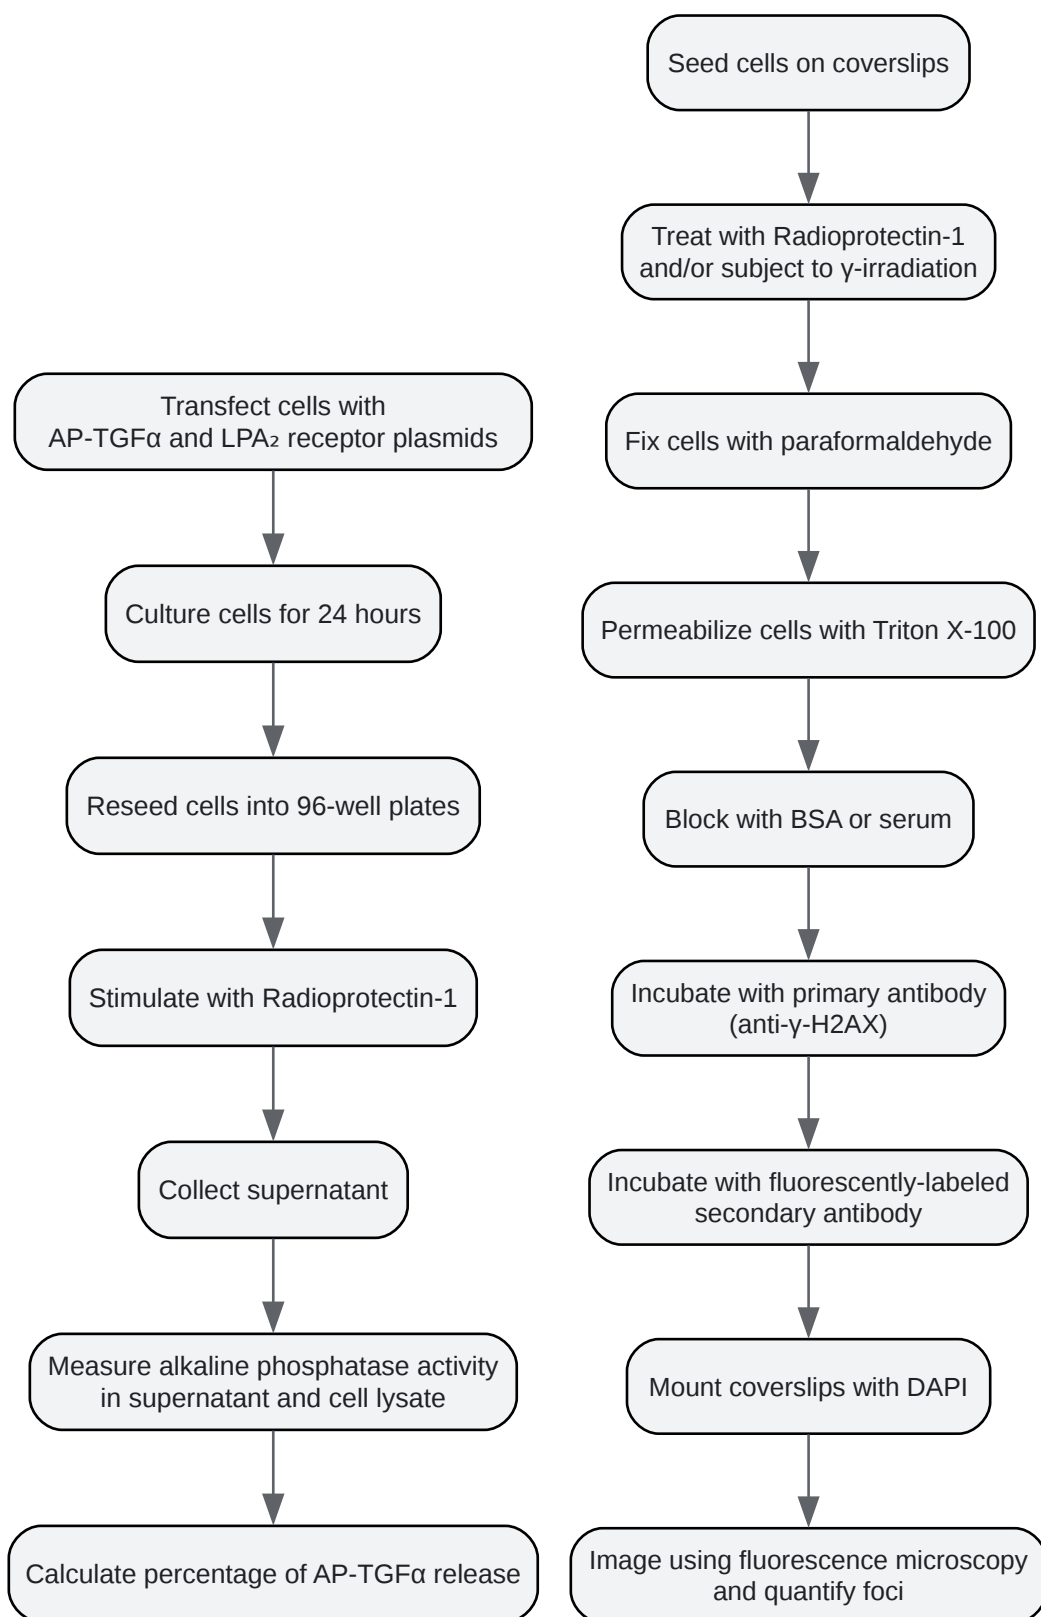 Transfect cells with
AP-TGFα and LPA₂ receptor plasmids
Culture cells for 24 hours
Reseed cells into 96-well plates
Stimulate with Radioprotectin-1
Collect supernatant
Measure alkaline phosphatase activity
in supernatant and cell lysate
Calculate percentage of AP-TGFα release
Seed cells on coverslips
Treat with Radioprotectin-1
and/or subject to γ-irradiation
Fix cells with paraformaldehyde
Permeabilize cells with Triton X-100
Block with BSA or serum
Incubate with primary antibody
(anti-γ-H2AX)
Incubate with fluorescently-labeled
secondary antibody
Mount coverslips with DAPI
Image using fluorescence microscopy
and quantify foci